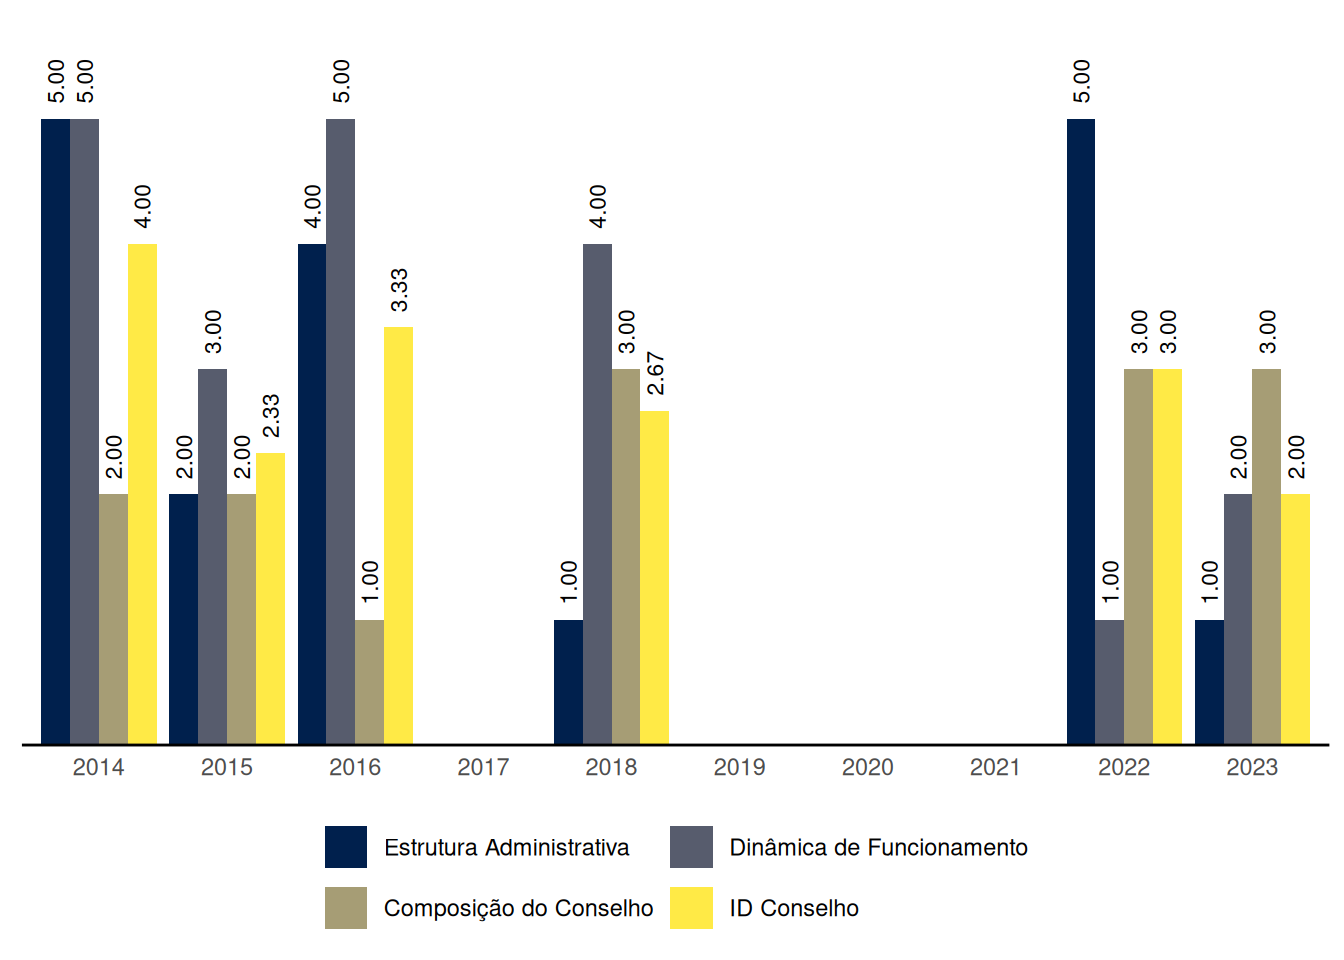 5.00 5.00 2.00 4.00
2.00 3.00 2.00 2.33
4.00 5.00 1.00 3.33
1.00 4.00 3.00 2.67
5.00 1.00 3.00 3.00
1.00 2.00 3.00 2.00
2014 2015 2016 2017 2018 2019 2020 2021 2022 2023
Estrutura Administrativa Dinâmica de Funcionamento
Composição do Conselho ID Conselho